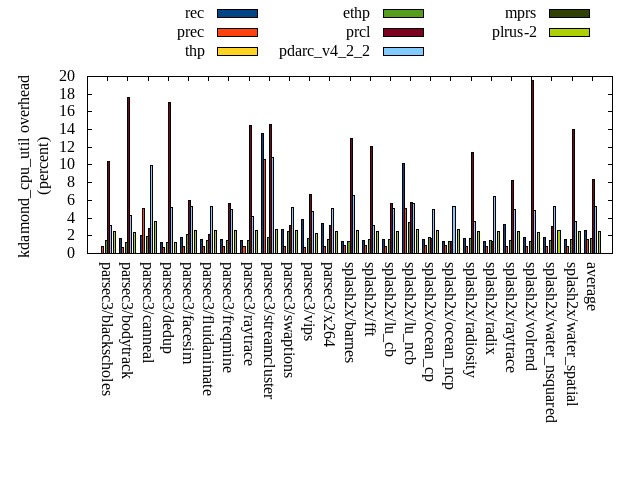 rec ethp mprs
prec prcl plrus-2
thp pdarc_v4_2_2
kdamond_cpu_util overhead
(percent)
20
18
16
14
12
10
8
6
4
2
0
parsec3/blackscholes
parsec3/bodytrack
parsec3/canneal
parsec3/dedup
parsec3/facesim
parsec3/fluidanimate
parsec3/freqmine
parsec3/raytrace
parsec3/streamcluster
parsec3/swaptions
parsec3/vips
parsec3/x264
splash2x/barnes
splash2x/fft
splash2x/lu_cb
splash2x/lu_ncb
splash2x/ocean_cp
splash2x/ocean_ncp
splash2x/radiosity
splash2x/radix
splash2x/raytrace
splash2x/volrend
splash2x/water_nsquared
splash2x/water_spatial
average